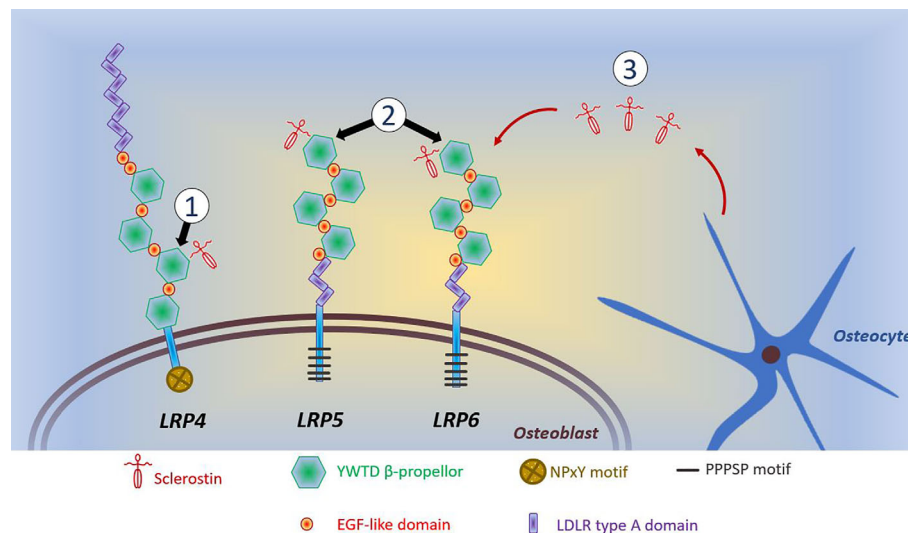 3
2
1
Osteocyte
LRP4
LRP5
LRP6
Osteoblast
Sclerostin
YWTD β-propellor
NPxY motif
PPPSP motif
EGF-like domain
LDLR type A domain